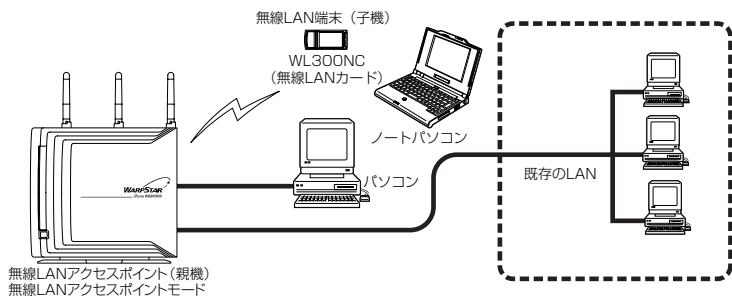 無線LAN端末（子機）
WL300NC
（無線LANカード）
ノートパソコン
パソコン
既存のLAN
WARPSTAR
無線LANアクセスポイント（親機）
無線LANアクセスポイントモード